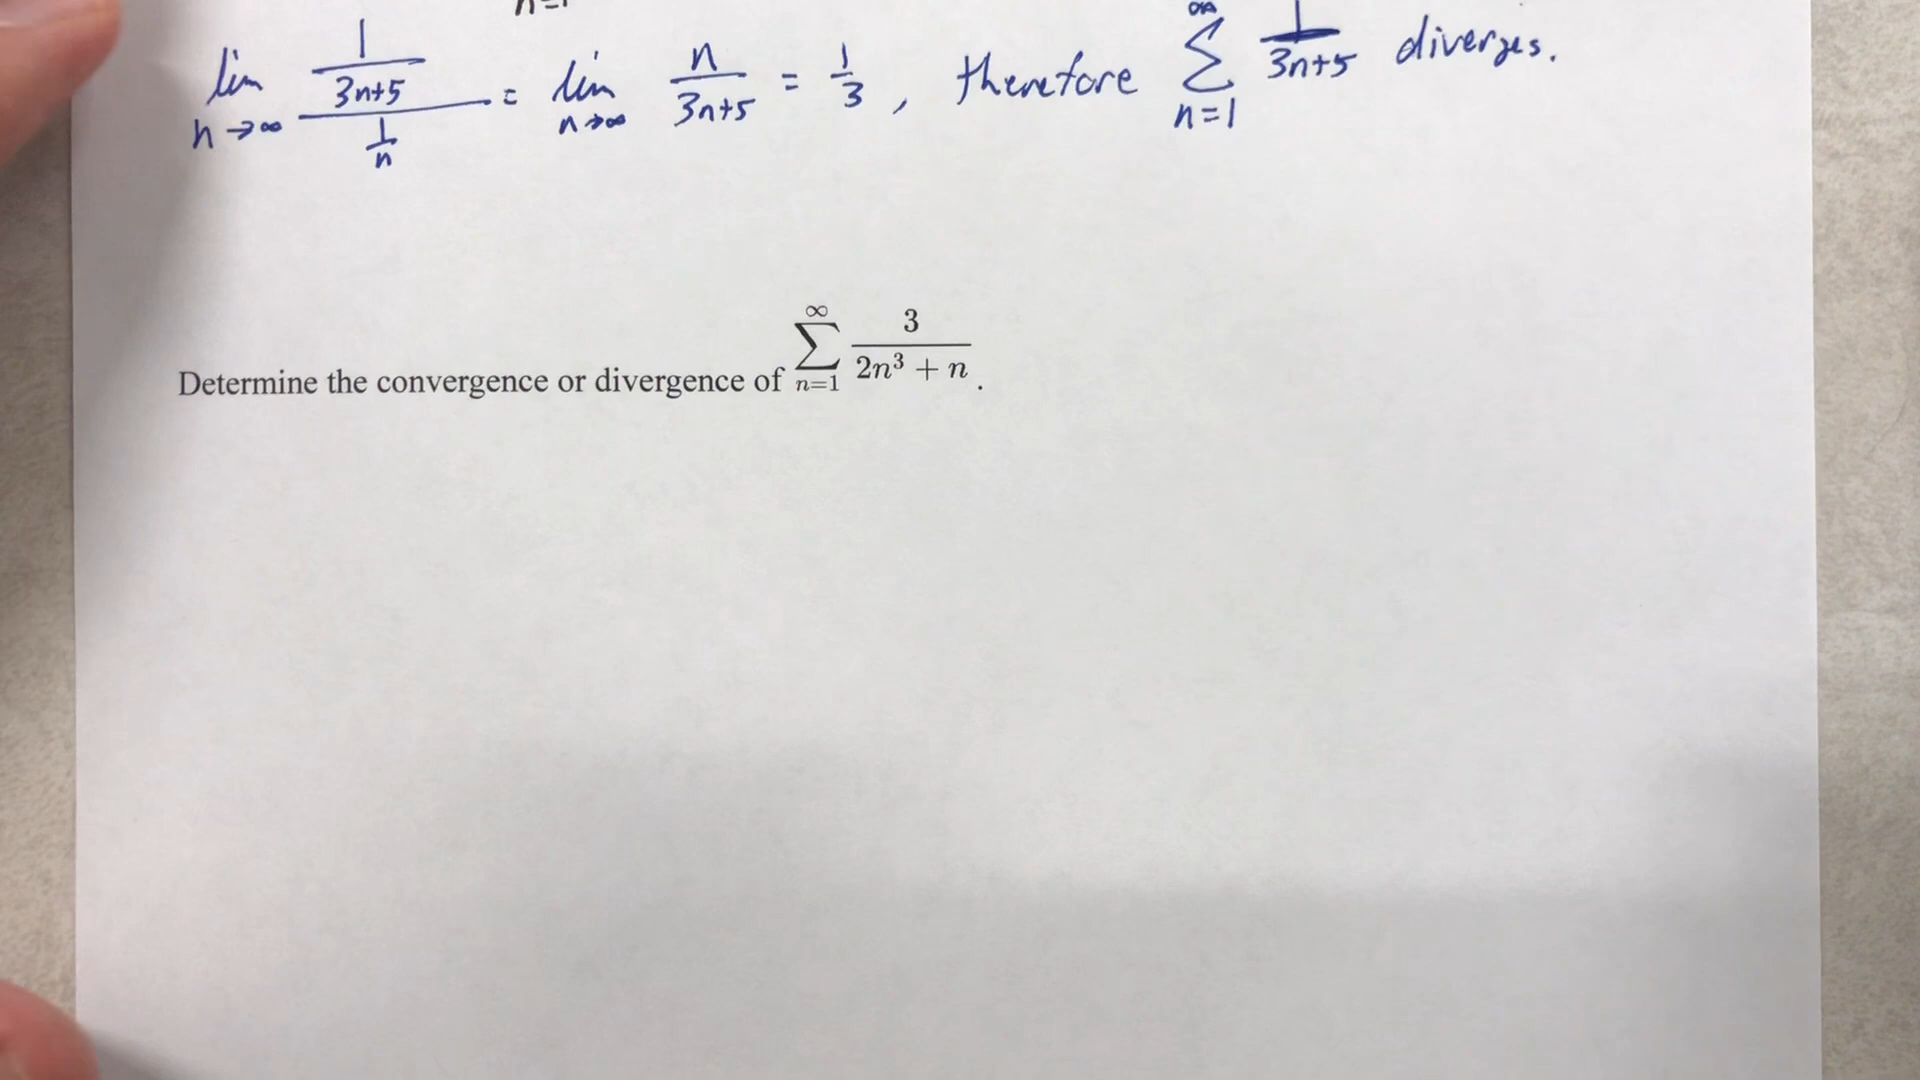 n=1
lim n→∞ (1/(3n+5))/(1/n) = lim n→∞ n/(3n+5) = 1/3, therefore ∑ n=1 ∞ 1/(3n+5) diverges.
Determine the convergence or divergence of ∑ n=1 ∞ 3/(2n³ + n).